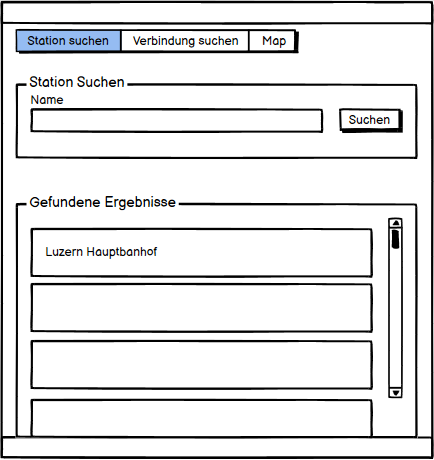 Station suchen Verbindung suchen Map
Station Suchen
Name
Suchen
Gefundene Ergebnisse
Luzern Hauptbanhof